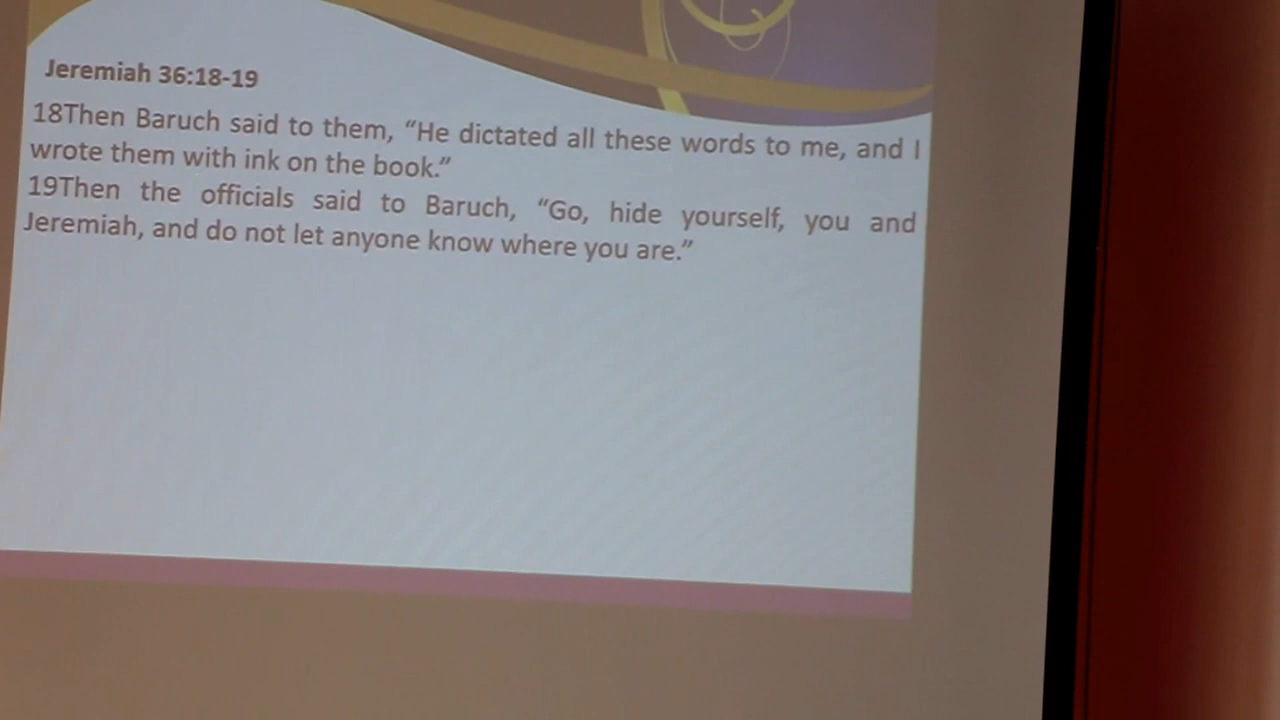 Jeremiah 36:18-19
18Then Baruch said to them, “He dictated all these words to me, and I
wrote them with ink on the book.”
19Then the officials said to Baruch, “Go, hide yourself, you and
Jeremiah, and do not let anyone know where you are.”